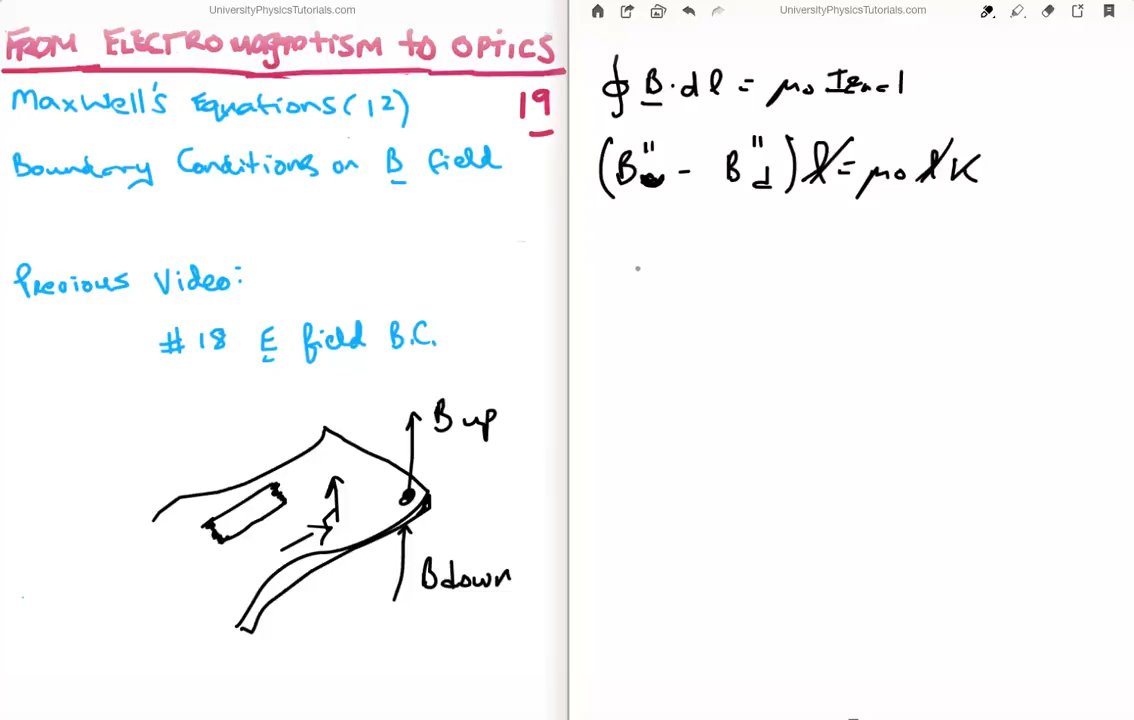 UniversityPhysicsTutorials.com
FROM ELECTROMAGNETISM TO OPTICS
Maxwell's Equations (12) 19
Boundary Conditions on B field
Previous Video:
# 18 E field B.C.
B up
B down
UniversityPhysicsTutorials.com
∮ B · dl = μ0 Iencl
(B" - B"d) l = μ0 l K